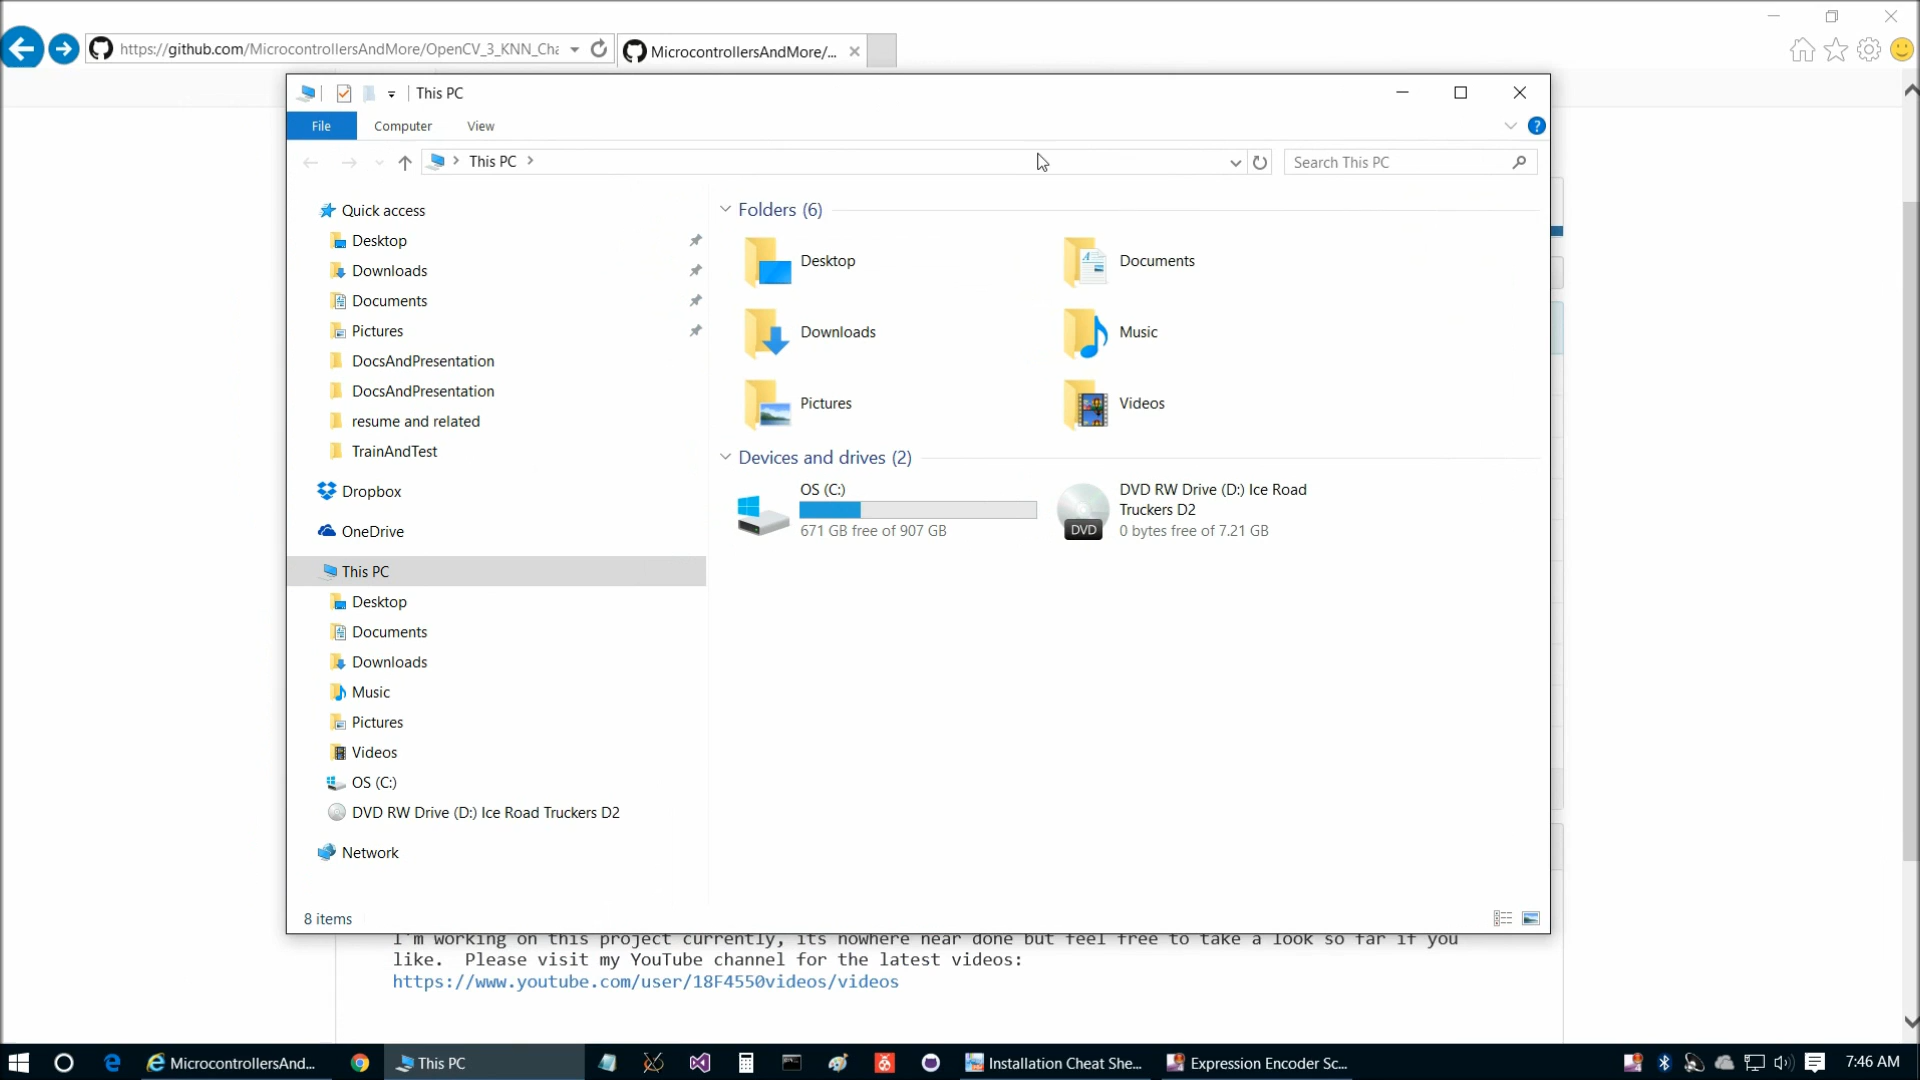 https://github.com/MicrocontrollersAndMore/OpenCV_3_KNN_Cha
MicrocontrollersAndMore/...
This PC
File
Computer
View
This PC
Search This PC
Quick access
Desktop
Downloads
Documents
Pictures
DocsAndPresentation
DocsAndPresentation
resume and related
TrainAndTest
Dropbox
OneDrive
This PC
Desktop
Documents
Downloads
Music
Pictures
Videos
OS (C:)
DVD RW Drive (D:) Ice Road Truckers D2
Network
Folders (6)
Desktop
Documents
Downloads
Music
Pictures
Videos
Devices and drives (2)
OS (C:)
671 GB free of 907 GB
DVD RW Drive (D:) Ice Road
Truckers D2
DVD
0 bytes free of 7.21 GB
8 items
I'm working on this project currently, its nowhere near done but feel free to take a look so far if you
like. Please visit my YouTube channel for the latest videos:
https://www.youtube.com/user/18F4550videos/videos
MicrocontrollersAnd...
This PC
Installation Cheat She...
Expression Encoder Sc...
7:46 AM